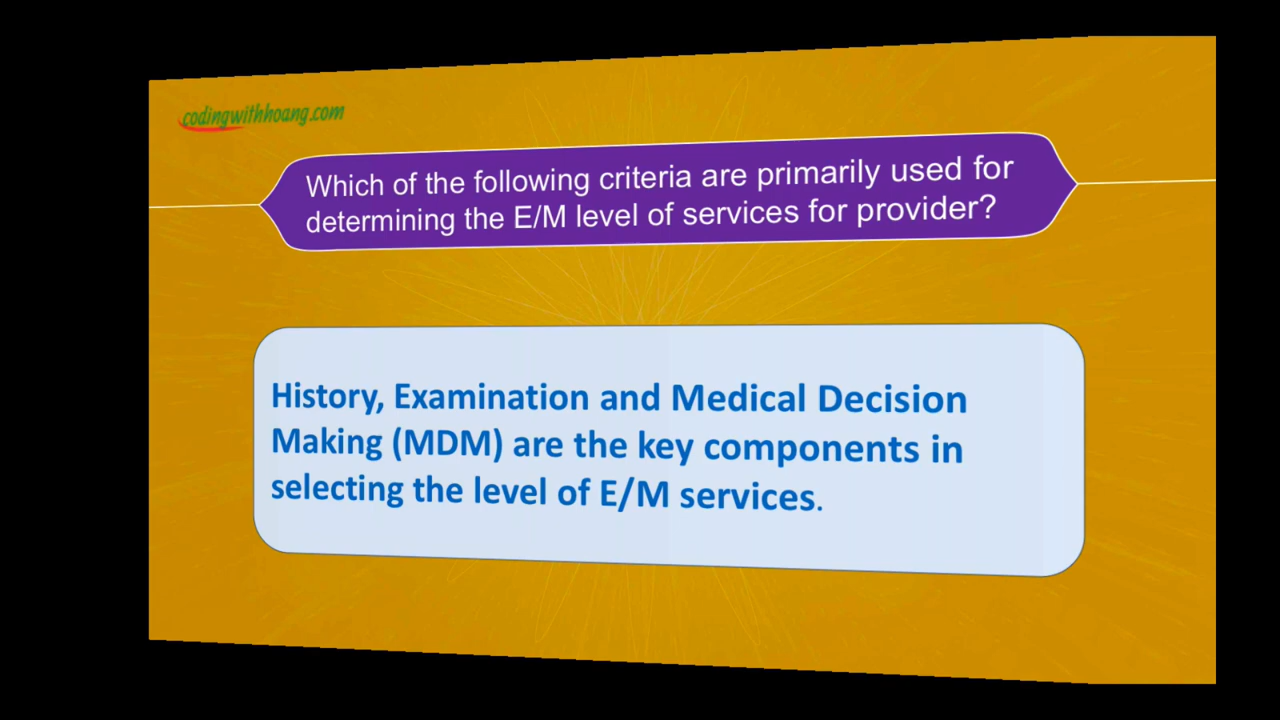 codingwithhoang.com
Which of the following criteria are primarily used for
determining the E/M level of services for provider?
History, Examination and Medical Decision
Making (MDM) are the key components in
selecting the level of E/M services.